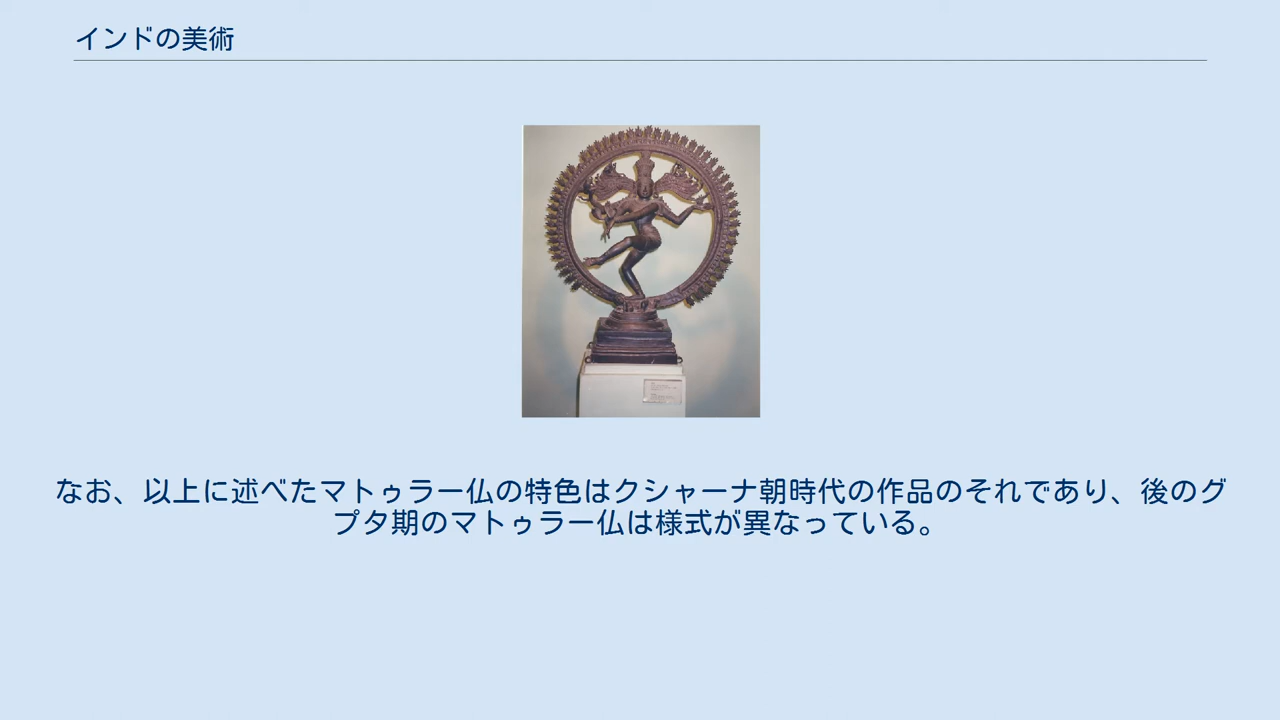 インドの美術
なお、以上に述べたマトゥラー仏の特色はクシャーナ朝時代の作品のそれであり、後のグ
プタ期のマトゥラー仏は様式が異なっている。